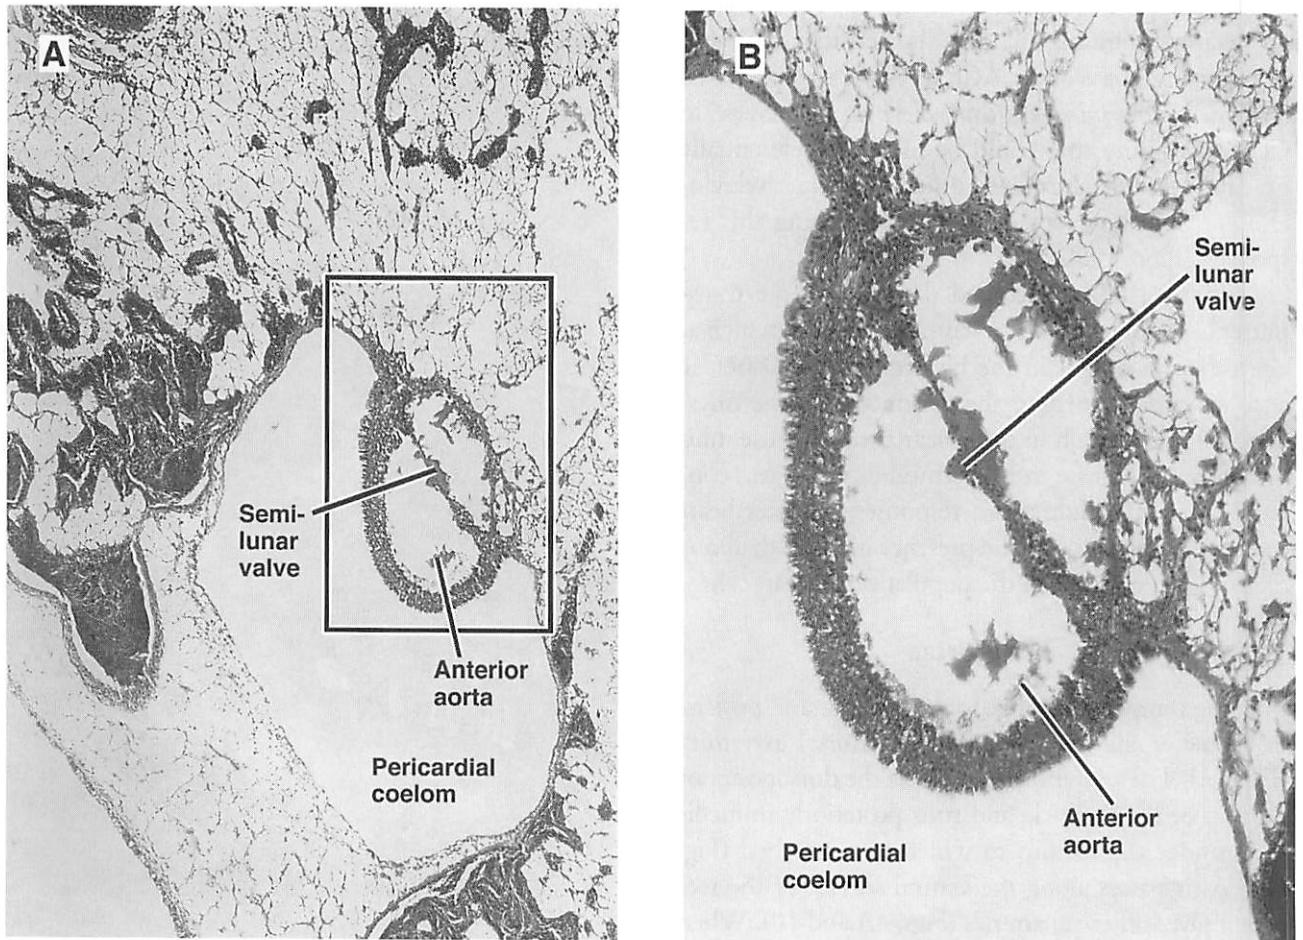 A
Semi-
lunar
valve
Anterior
aorta
Pericardial
coelom
B
Semi-
lunar
valve
Anterior
aorta
Pericardial
coelom